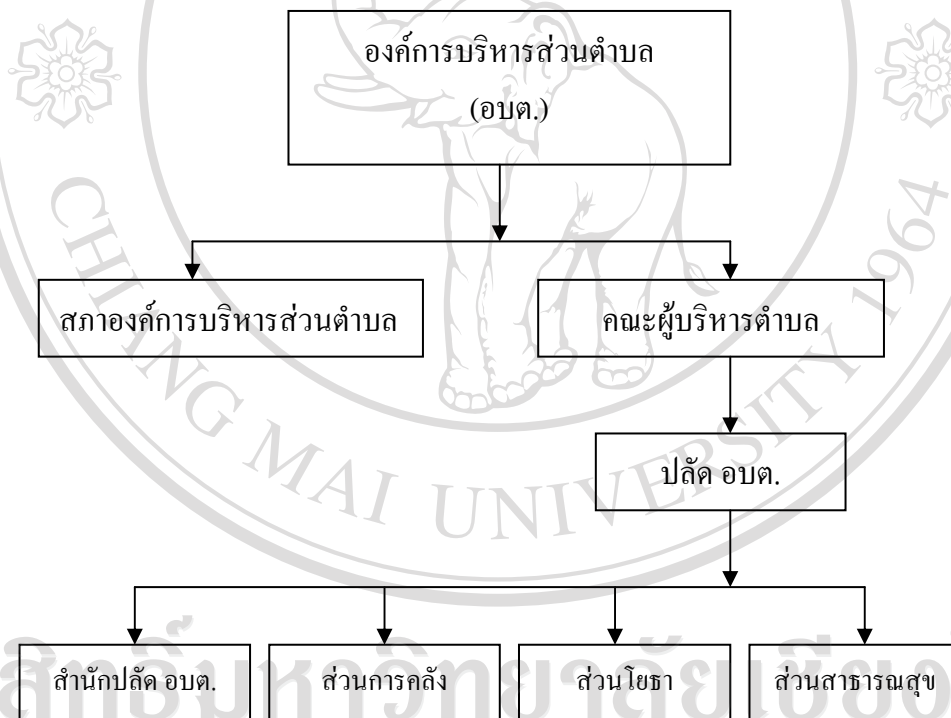 องค์การบริหารส่วนตำบล
(อบต.)
สภาองค์การบริหารส่วนตำบล
คณะผู้บริหารตำบล
ปลัด อบต.
สำนักปลัด อบต.
ส่วนการคลัง
ส่วนโยธา
ส่วนสาธารณสุข
CHIANG MAI UNIVERSITY 1964